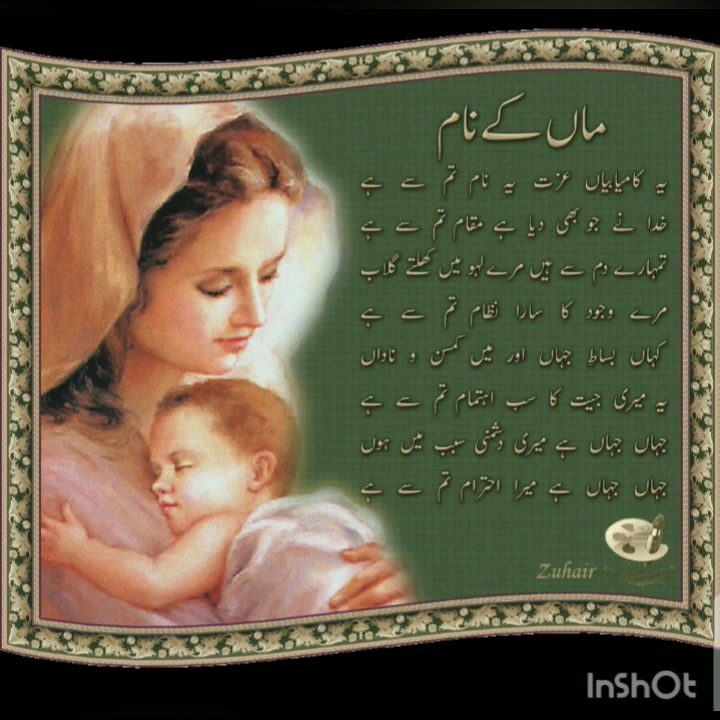 ماں کے نام
یہ کامیابیاں عزت یہ نام تم سے ہے
خدا نے جو بھی دیا ہے مقام تم سے ہے
تمہارے دم سے ہیں مرے لہو میں کھلتے گلاب
مرے وجود کا سارا نظام تم سے ہے
کہاں بساطِ جہاں اور میں کمسن و ناداں
یہ میری جیت کا سب اہتمام تم سے ہے
جہاں جہاں ہے میری دشمنی سبب میں ہوں
جہاں جہاں ہے میرا احترام تم سے ہے
Zuhair
InShOt